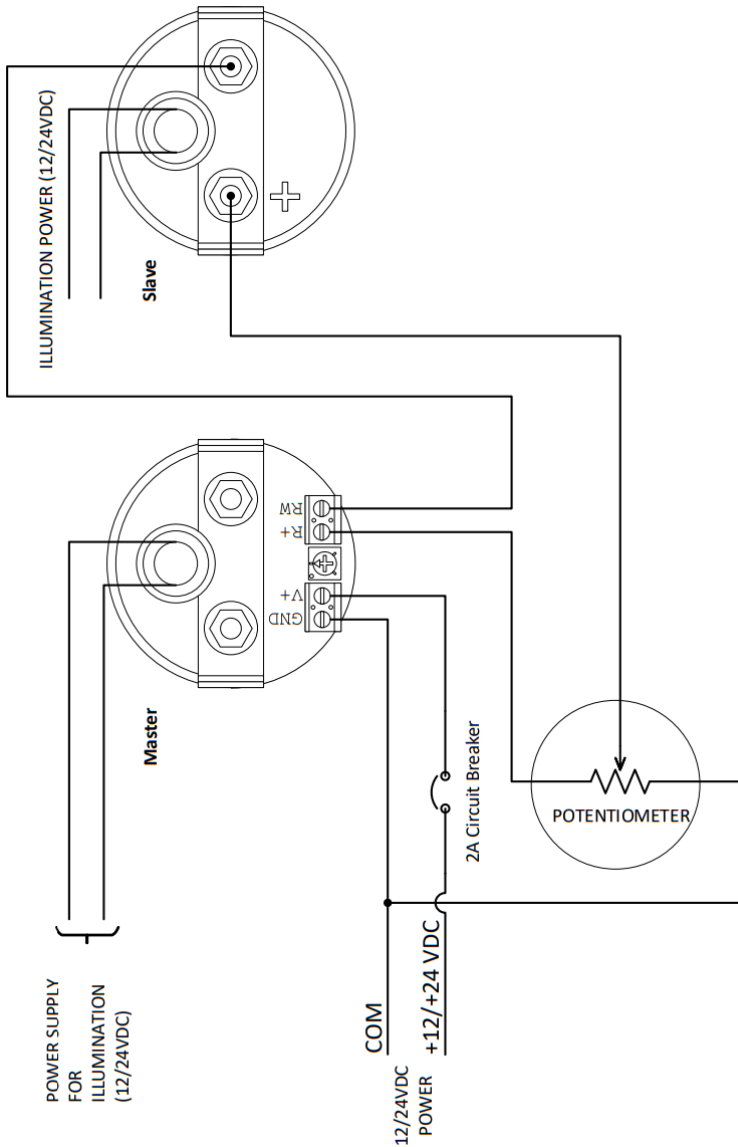 ILLUMINATION POWER (12/24VDC)
Slave
+
RW
R+
V+
GND
Master
2A Circuit Breaker
POTENTIOMETER
POWER SUPPLY
FOR
ILLUMINATION
(12/24VDC)
COM
12/24VDC
POWER
+12/+24 VDC